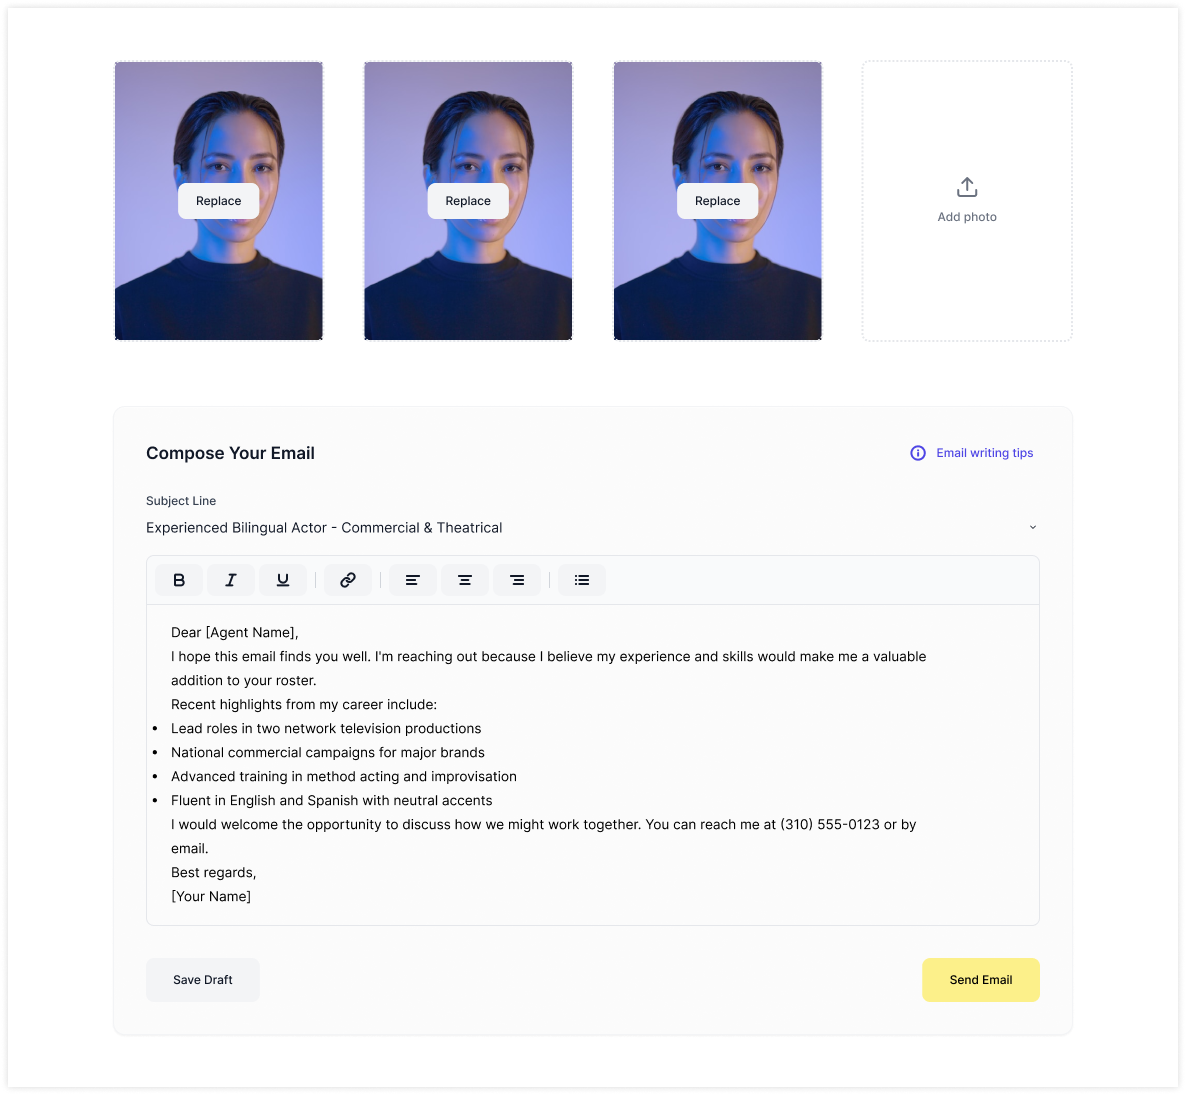 Replace
Replace
Replace
Add photo
Compose Your Email
Email writing tips
Subject Line
Experienced Bilingual Actor - Commercial & Theatrical
B I U
Dear [Agent Name],
I hope this email finds you well. I'm reaching out because I believe my experience and skills would make me a valuable
addition to your roster.
Recent highlights from my career include:
• Lead roles in two network television productions
• National commercial campaigns for major brands
• Advanced training in method acting and improvisation
• Fluent in English and Spanish with neutral accents
I would welcome the opportunity to discuss how we might work together. You can reach me at (310) 555-0123 or by
email.
Best regards,
[Your Name]
Save Draft
Send Email